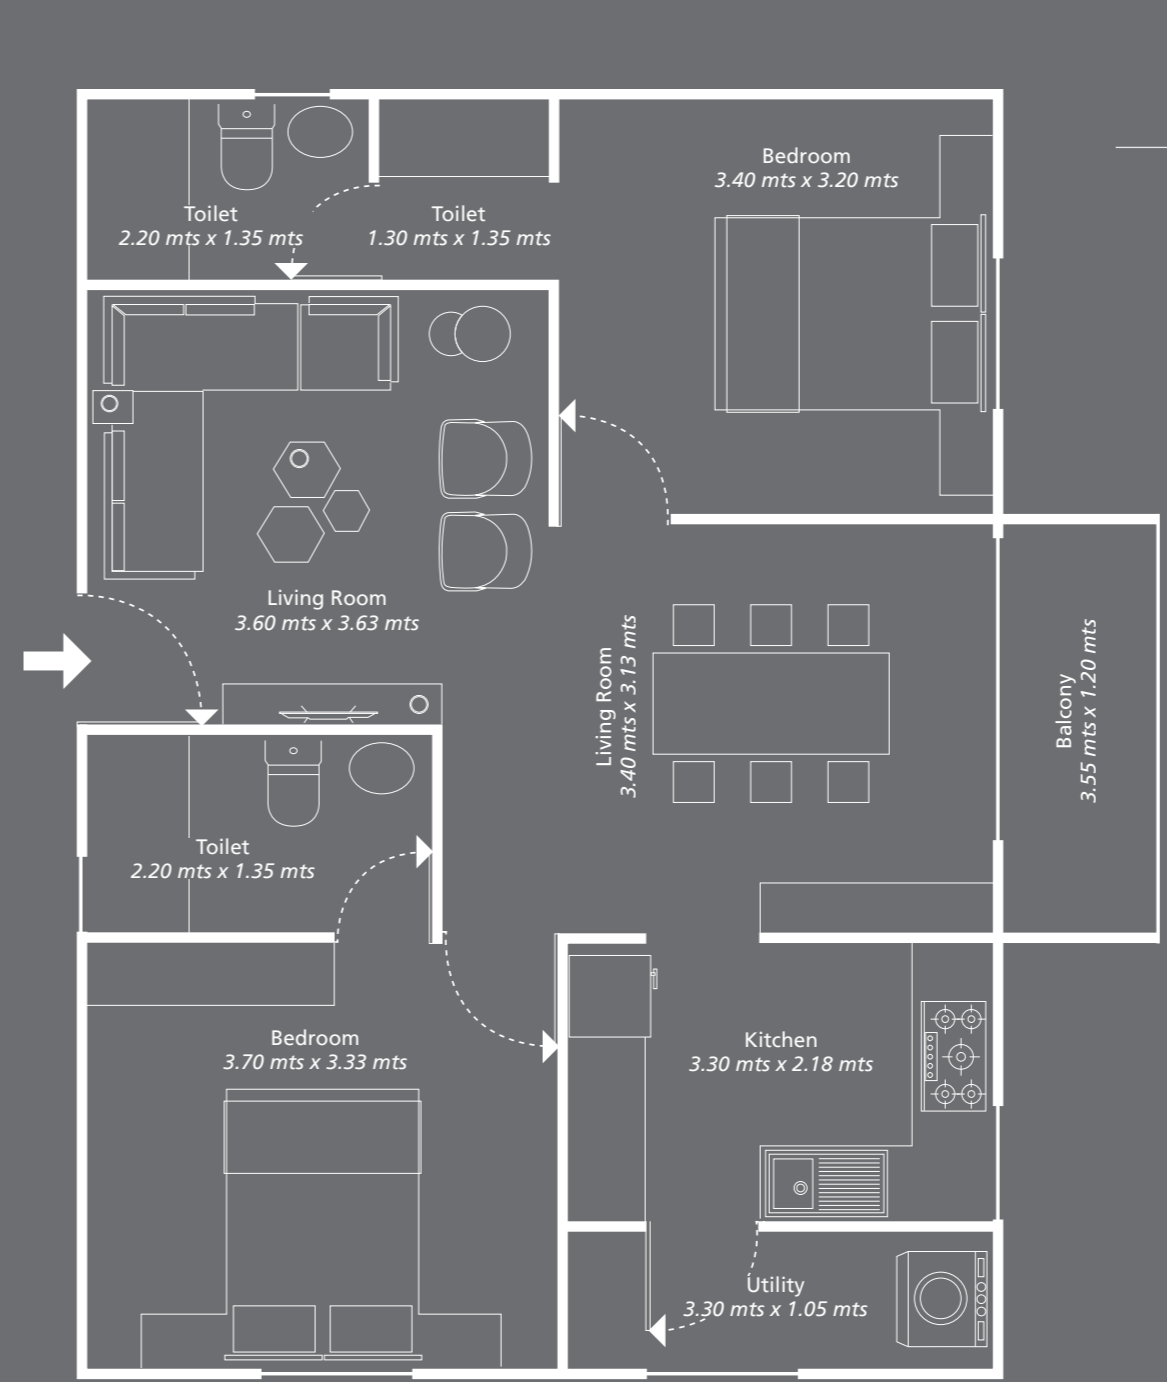 Bedroom
3.40 mts x 3.20 mts
Toilet
2.20 mts x 1.35 mts
Toilet
1.30 mts x 1.35 mts
Living Room
3.60 mts x 3.63 mts
Living Room
3.40 mts x 3.13 mts
Balcony
3.55 mts x 1.20 mts
Toilet
2.20 mts x 1.35 mts
Bedroom
3.70 mts x 3.33 mts
Kitchen
3.30 mts x 2.18 mts
Utility
3.30 mts x 1.05 mts